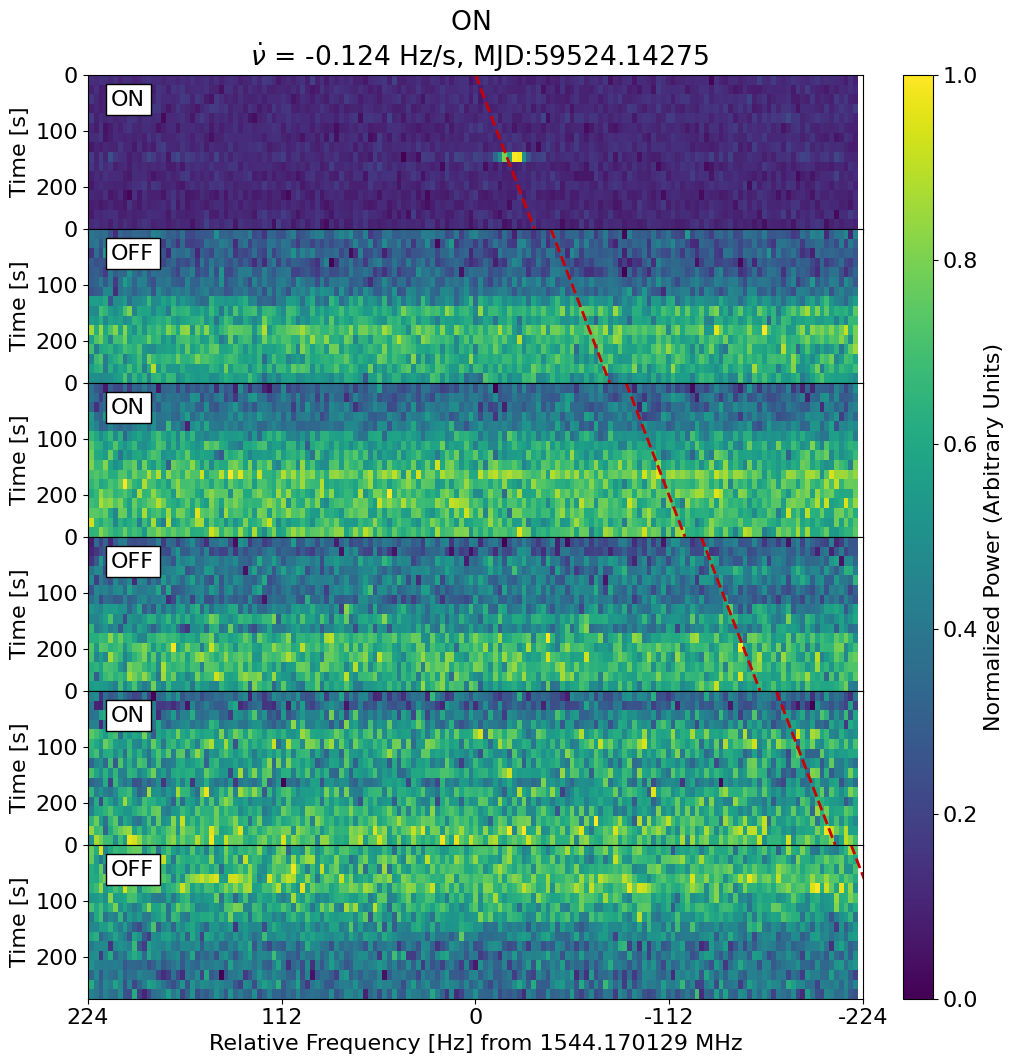 ON
ν̇ = -0.124 Hz/s, MJD:59524.14275
0
ON
100
200
Time [s]
0
OFF
100
200
Time [s]
0
ON
100
200
Time [s]
0
OFF
100
200
Time [s]
0
ON
100
200
Time [s]
0
OFF
100
200
Time [s]
224 112 0 -112 -224
Relative Frequency [Hz] from 1544.170129 MHz
1.0
0.8
0.6
0.4
0.2
0.0
Normalized Power (Arbitrary Units)